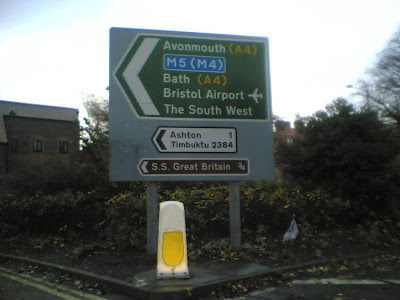 Avonmouth (A4)
M5 (M4)
Bath (A4)
Bristol Airport
The South West
Ashton 1
Timbuktu 2384
S.S. Great Britain